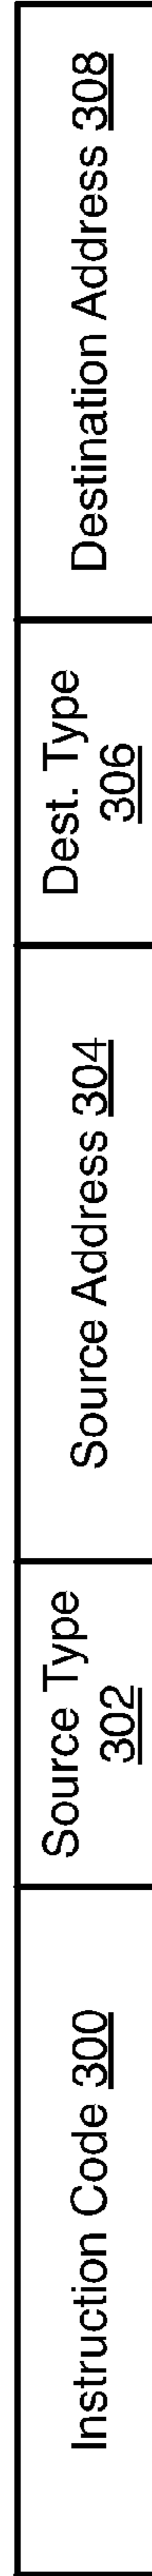 Instruction Code 300
Source Type
302
Source Address 304
Dest. Type
306
Destination Address 308